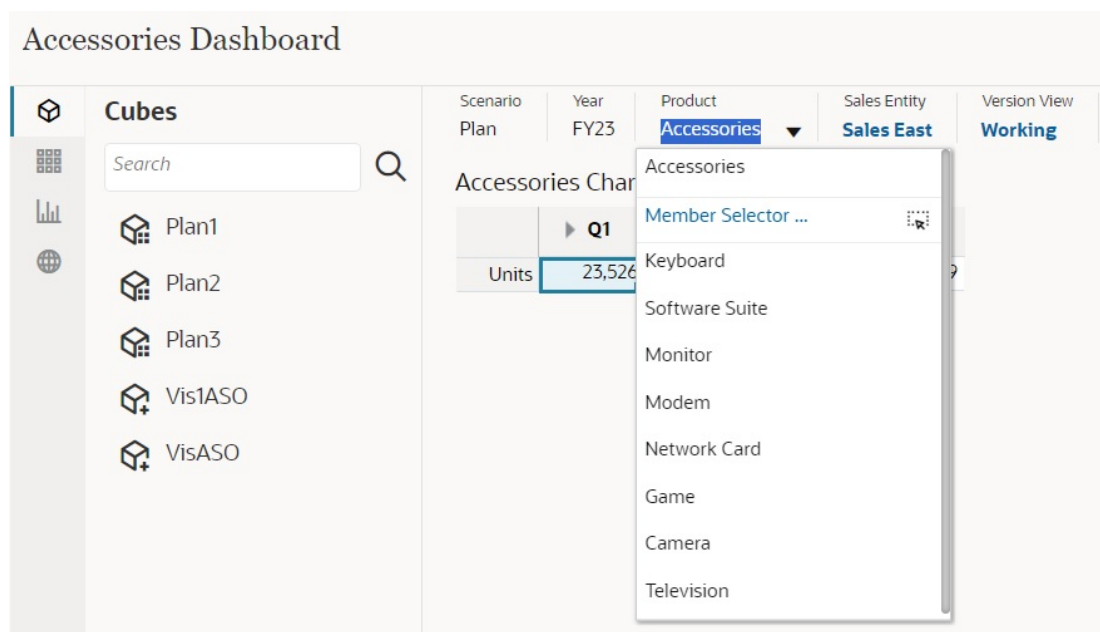 Accessories Dashboard
Cubes
Search
Plan1
Plan2
Plan3
Vis1ASO
VisASO
Scenario Year Product Sales Entity Version View
Plan FY23 Accessories Sales East Working
Accessories Char
Q1
Units 23,526 9
Accessories
Member Selector ...
Keyboard
Software Suite
Monitor
Modem
Network Card
Game
Camera
Television